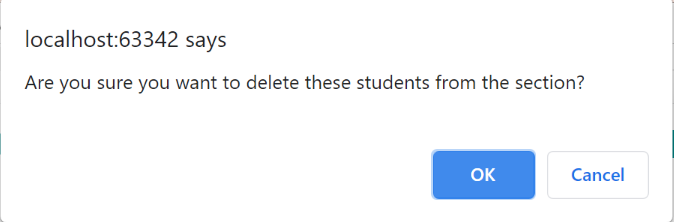 localhost:63342 says
Are you sure you want to delete these students from the section?
OK
Cancel